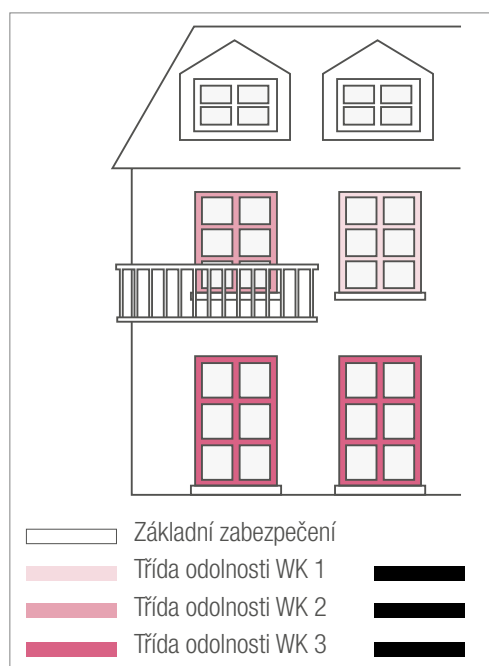 Základní zabezpečení
Třída odolnosti WK 1
Třída odolnosti WK 2
Třída odolnosti WK 3